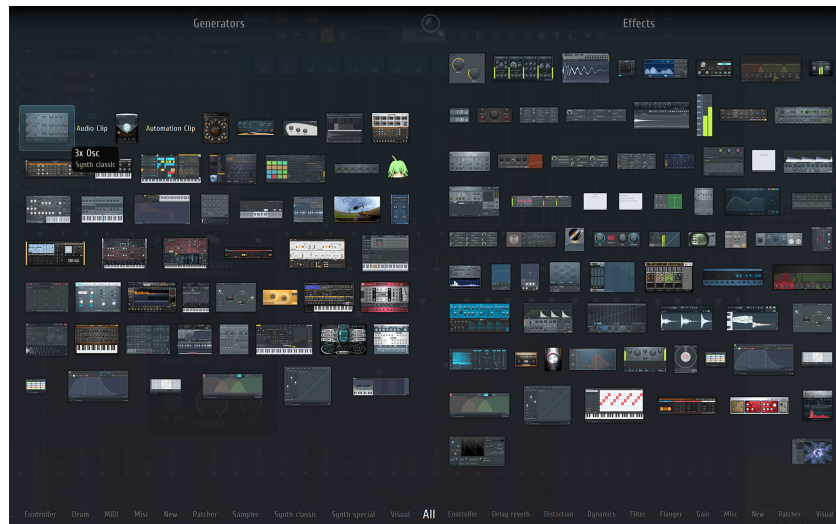 Generators
Effects
Audio Clip
Automation Clip
3x Osc
Synth classic
... Controller Drum MIDI Misc New Patcher Sampler Synth classic Synth special Visual All Controller Delay reverb Distortion Dynamics Filter Flanger Gain Misc New Patcher Visual